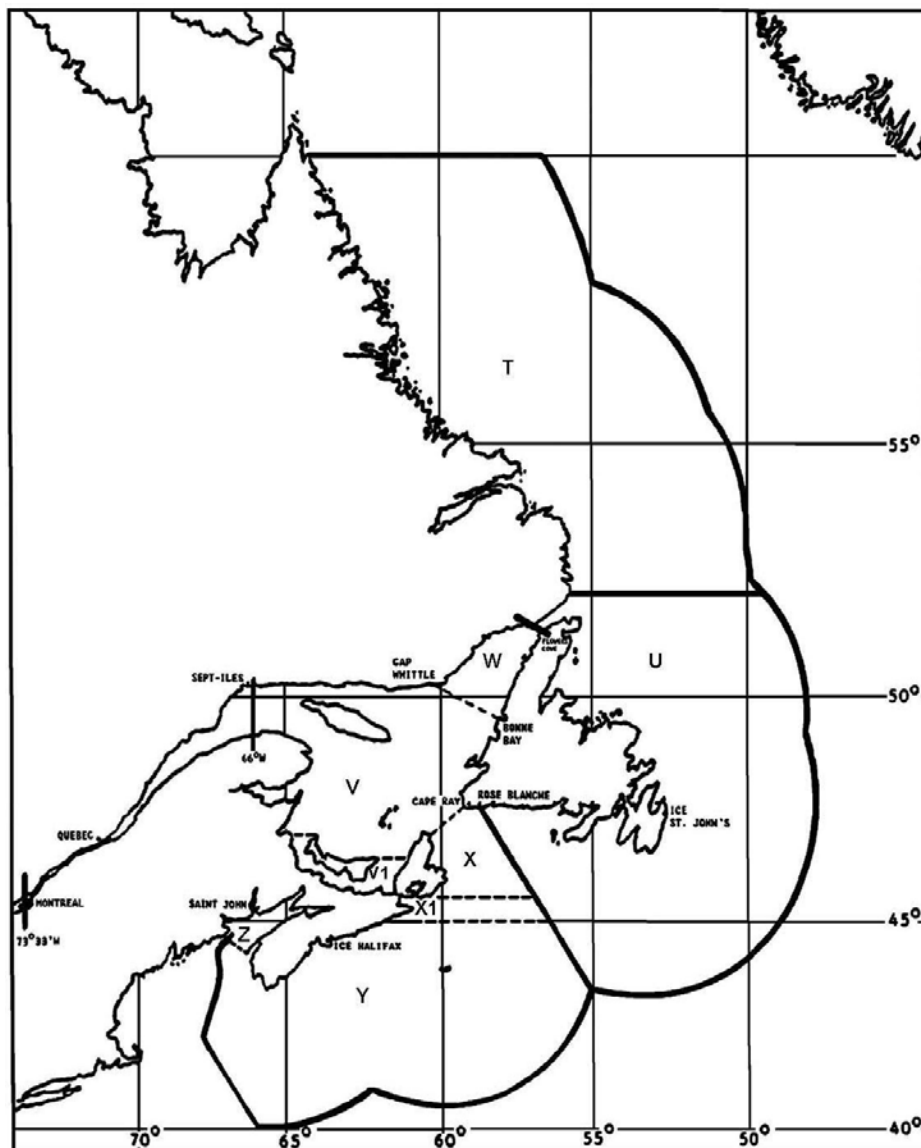 T
55°
SEPT-ILES
CAP
WHITTLE
W
FLOWERS
COVE
U
50°
66°W
BONNE
BAY
V
CAPE RAY
ROSE BLANCHE
ICE
ST. JOHN'S
QUEBEC
X
V1
MONTREAL
SAINT JOHN
X1
45°
73°33'W
Z
ICE HALIFAX
Y
70°
65°
60°
55°
50°
40°